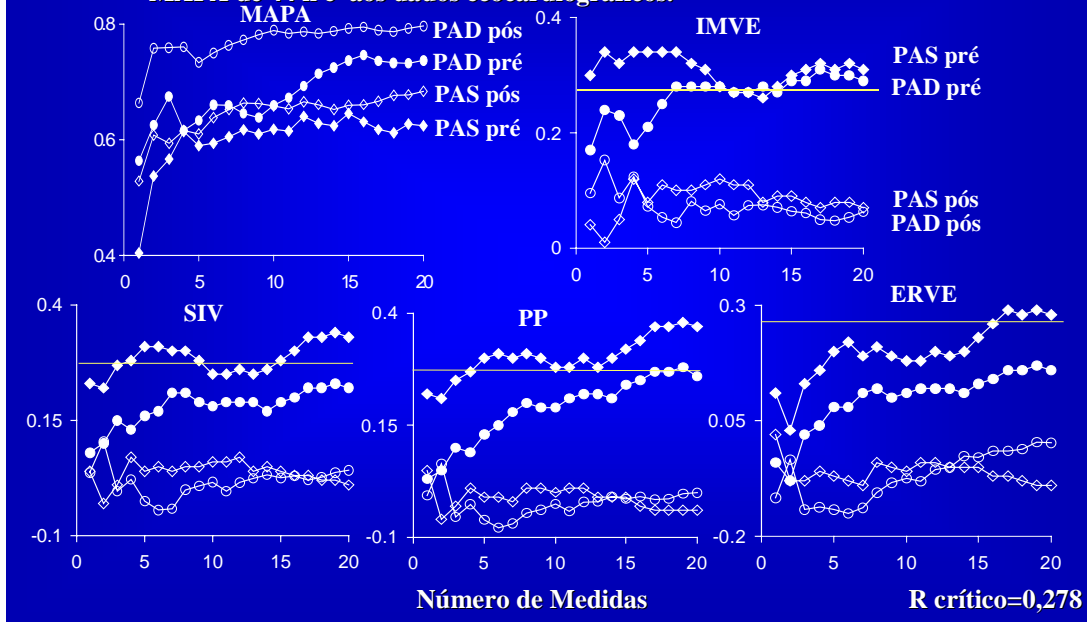 MAPA
PAD pós
PAD pré
PAS pós
PAS pré
0.8
0.6
0.4
0 5 10 15 20
IMVE
PAS pré
PAD pré
PAS pós
PAD pós
0.4
0.2
0
0 5 10 15 20
SIV
0.4
0.15
-0.1
0 5 10 15 20
PP
0.4
0.15
-0.1
0 5 10 15 20
ERVE
0.3
0.05
-0.2
0 5 10 15 20
Número de Medidas
R crítico=0,278